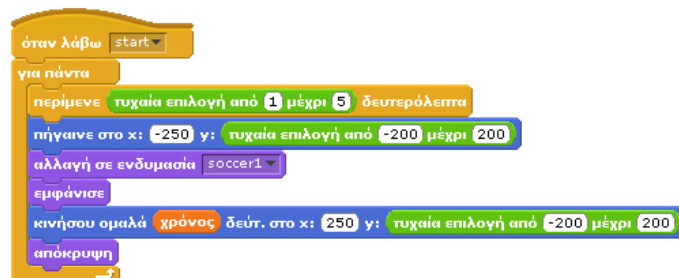 όταν λάβω start
για πάντα
περίμενε τυχαία επιλογή από 1 μέχρι 5 δευτερόλεπτα
πήγαινε στο x: -250 y: τυχαία επιλογή από -200 μέχρι 200
αλλαγή σε ενδυμασία soccer1
εμφάνισε
κινήσου ομαλά χρόνος δεύτ. στο x: 250 y: τυχαία επιλογή από -200 μέχρι 200
απόκρυψη